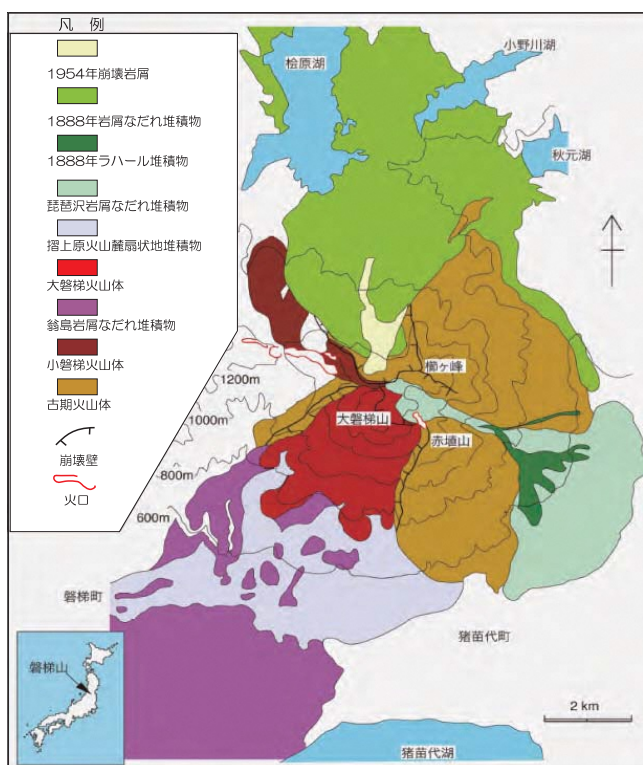 凡 例
1954年崩壊岩屑
1888年岩屑なだれ堆積物
1888年ラハール堆積物
琵琶沢岩屑なだれ堆積物
摺上原火山麓扇状地堆積物
大磐梯火山体
翁島岩屑なだれ堆積物
小磐梯火山体
古期火山体
崩壊壁
火口
桧原湖
小野川湖
秋元湖
櫛ヶ峰
大磐梯山
赤埴山
1200m
1000m
800m
600m
磐梯町
猪苗代町
猪苗代湖
磐梯山
2 km